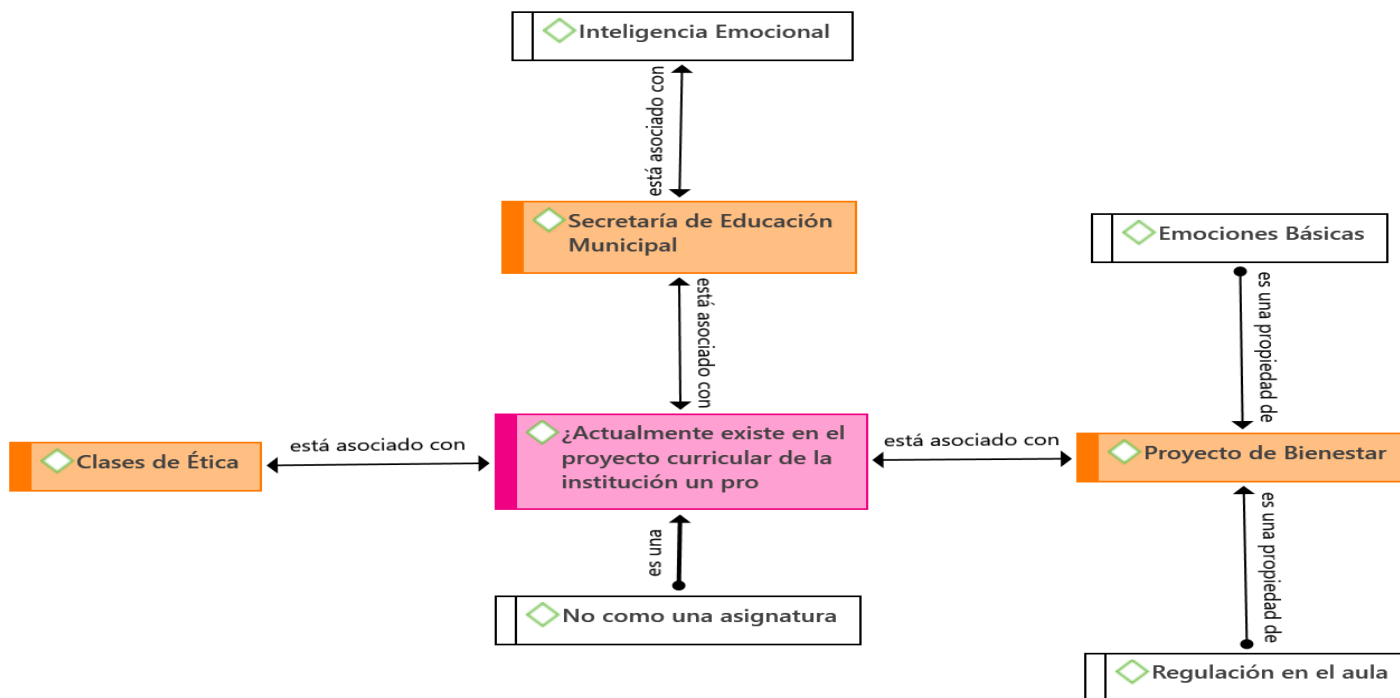 Inteligencia Emocional
está asociado con
Secretaría de Educación
Municipal
Emociones Básicas
está asociado con
es una propiedad de
¿Actualmente existe en el
proyecto curricular de la
institución un pro
Clases de Ética
está asociado con
está asociado con
Proyecto de Bienestar
es una
es una propiedad de
No como una asignatura
Regulación en el aula